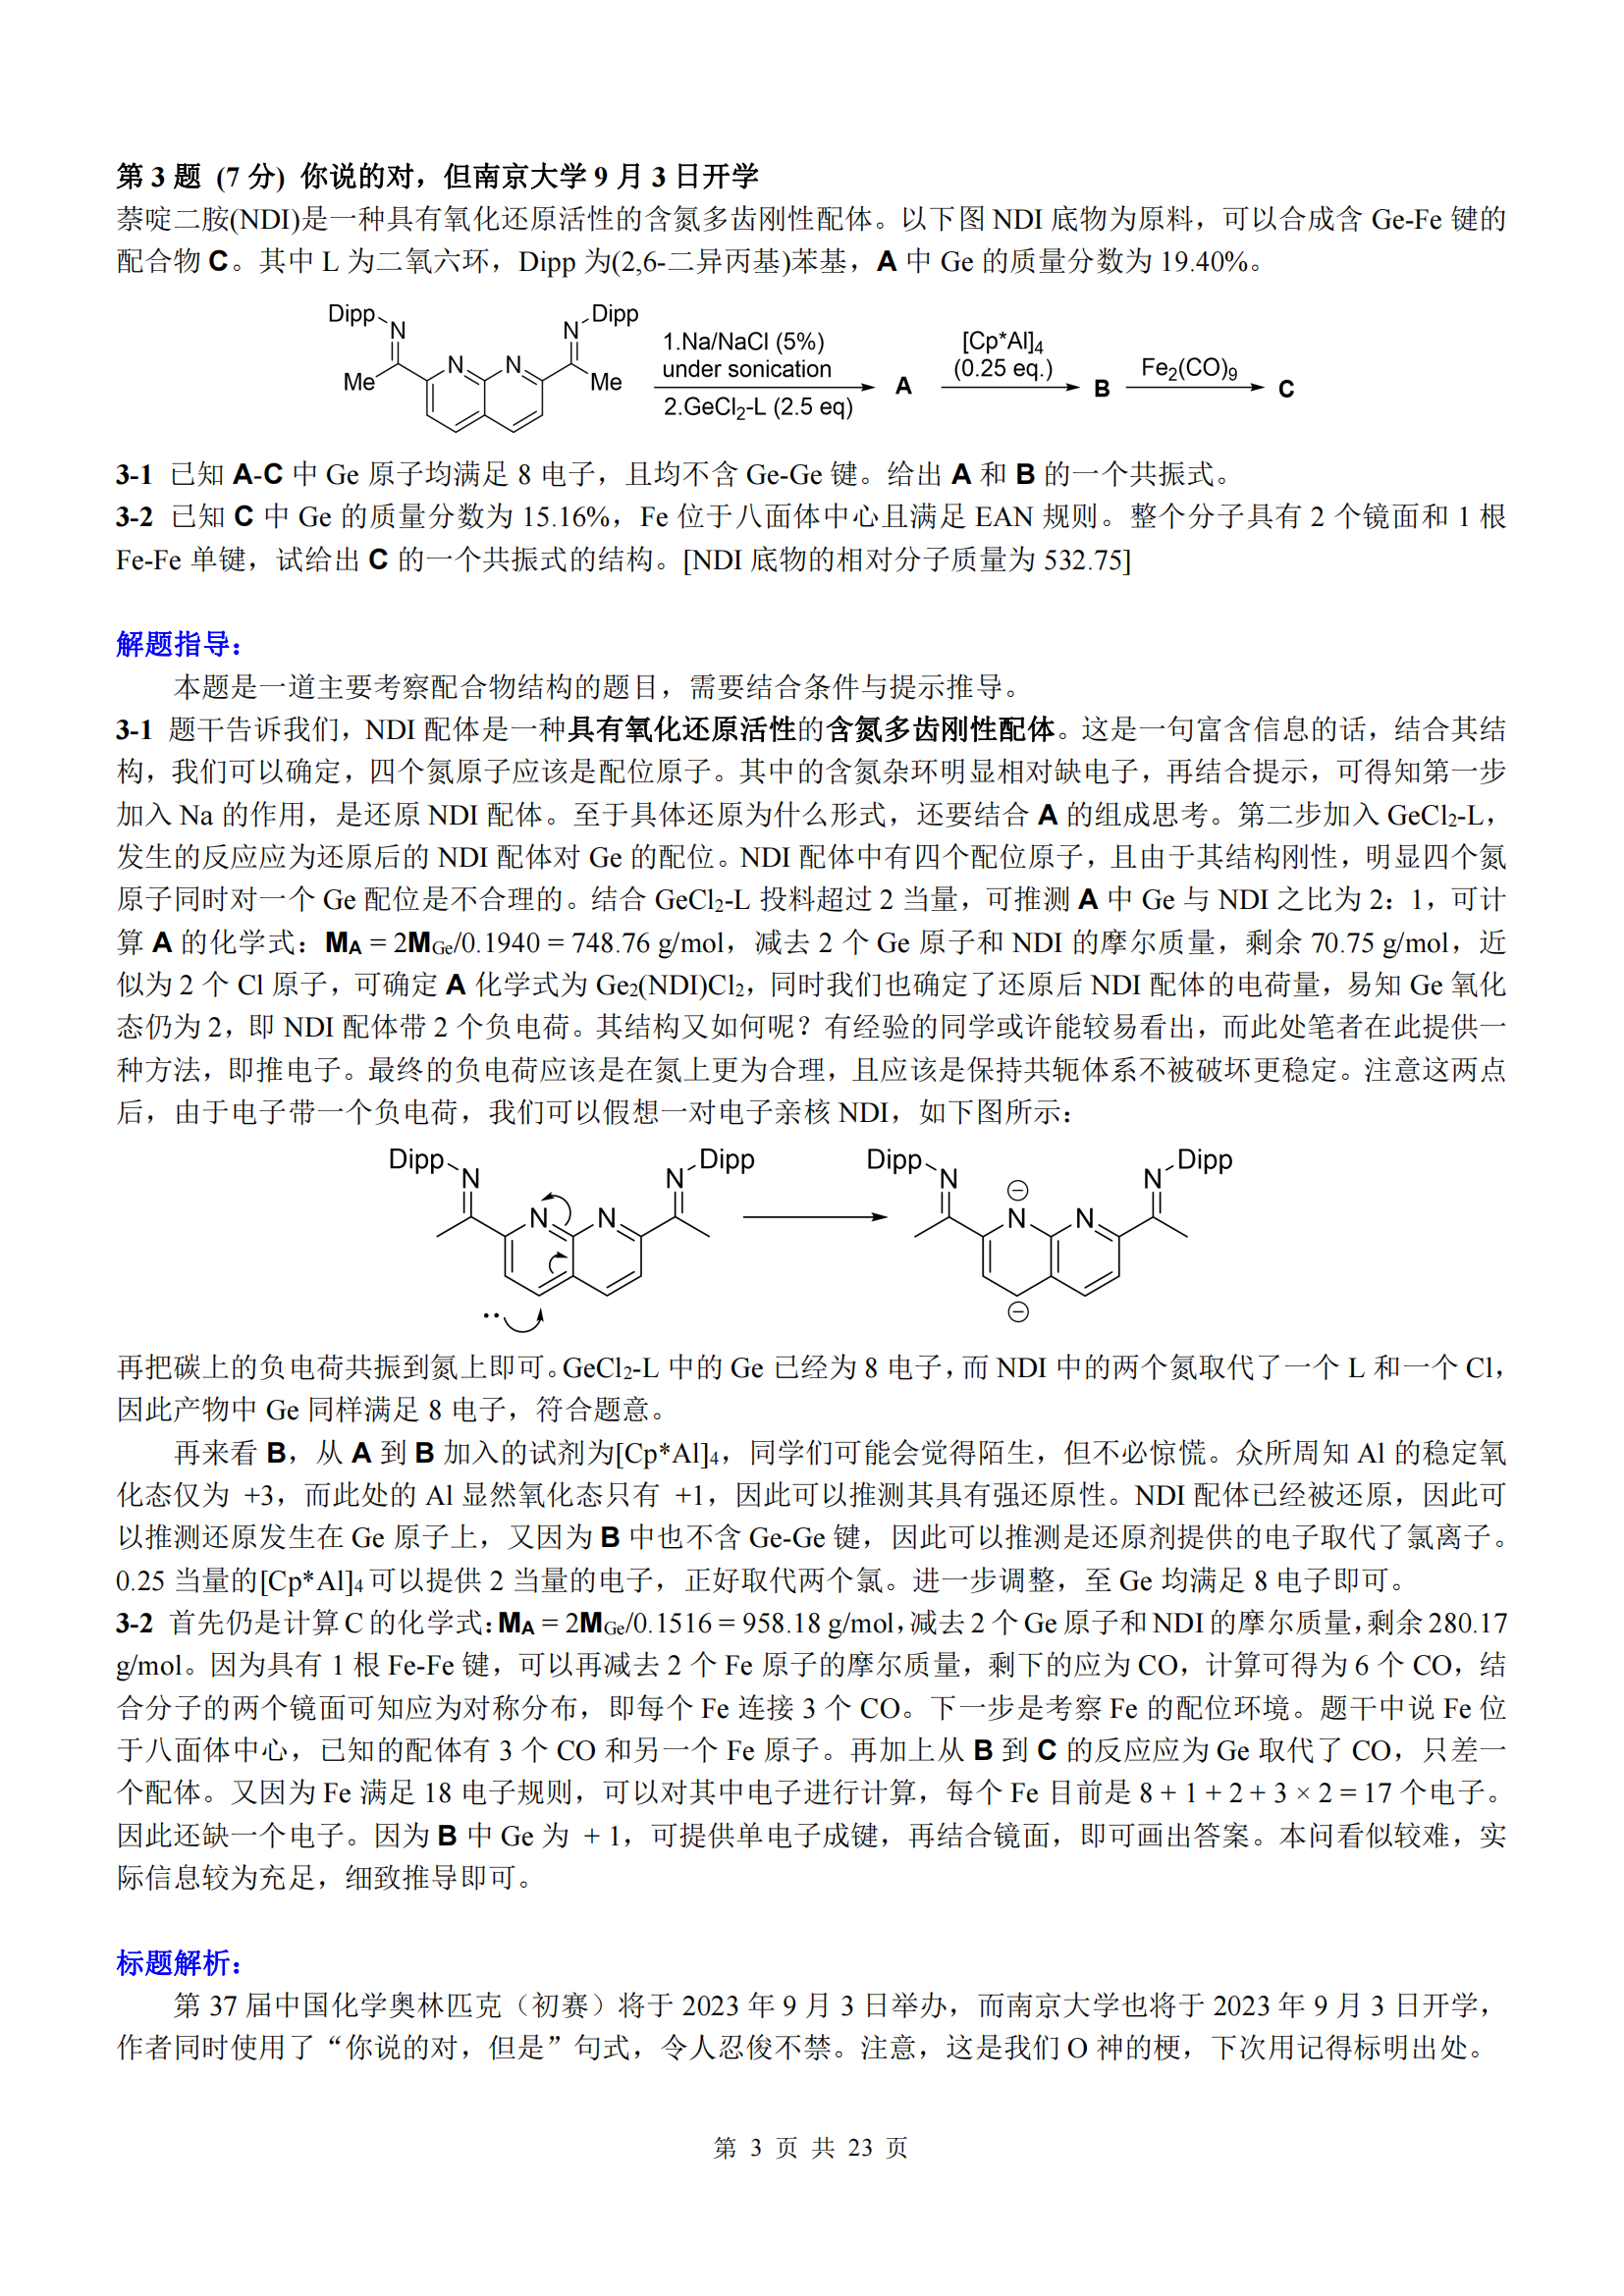 第 3 题 (7 分) 你说的对，但南京大学 9 月 3 日开学
萘啶二胺(NDI)是一种具有氧化还原活性的含氮多齿刚性配体。以下图 NDI 底物为原料，可以合成含 Ge-Fe 键的
配合物 C。其中 L 为二氧六环，Dipp 为(2,6-二异丙基)苯基，A 中 Ge 的质量分数为 19.40%。
Dipp N N Dipp
Me N N Me
1.Na/NaCl (5%)
under sonication
2.GeCl2-L (2.5 eq)
A
[Cp*Al]4
(0.25 eq.)
B
Fe2(CO)9
C
3-1 已知 A-C 中 Ge 原子均满足 8 电子，且均不含 Ge-Ge 键。给出 A 和 B 的一个共振式。
3-2 已知 C 中 Ge 的质量分数为 15.16%，Fe 位于八面体中心且满足 EAN 规则。整个分子具有 2 个镜面和 1 根
Fe-Fe 单键，试给出 C 的一个共振式的结构。[NDI 底物的相对分子质量为 532.75]
解题指导：
本题是一道主要考察配合物结构的题目，需要结合条件与提示推导。
3-1 题干告诉我们，NDI 配体是一种具有氧化还原活性的含氮多齿刚性配体。这是一句富含信息的话，结合其结
构，我们可以确定，四个氮原子应该是配位原子。其中的含氮杂环明显相对缺电子，再结合提示，可得知第一步
加入 Na 的作用，是还原 NDI 配体。至于具体还原为什么形式，还要结合 A 的组成思考。第二步加入 GeCl2-L，
发生的反应应为还原后的 NDI 配体对 Ge 的配位。NDI 配体中有四个配位原子，且由于其结构刚性，明显四个氮
原子同时对一个 Ge 配位是不合理的。结合 GeCl2-L 投料超过 2 当量，可推测 A 中 Ge 与 NDI 之比为 2：1，可计
算 A 的化学式：MA = 2MGe/0.1940 = 748.76 g/mol，减去 2 个 Ge 原子和 NDI 的摩尔质量，剩余 70.75 g/mol，近
似为 2 个 Cl 原子，可确定 A 化学式为 Ge2(NDI)Cl2，同时我们也确定了还原后 NDI 配体的电荷量，易知 Ge 氧化
态仍为 2，即 NDI 配体带 2 个负电荷。其结构又如何呢？有经验的同学或许能较易看出，而此处笔者在此提供一
种方法，即推电子。最终的负电荷应该是在氮上更为合理，且应该是保持共轭体系不被破坏更稳定。注意这两点
后，由于电子带一个负电荷，我们可以假想一对电子亲核 NDI，如下图所示：
Dipp N N Dipp
N N
Dipp N N Dipp
N N
再把碳上的负电荷共振到氮上即可。GeCl2-L 中的 Ge 已经为 8 电子，而 NDI 中的两个氮取代了一个 L 和一个 Cl，
因此产物中 Ge 同样满足 8 电子，符合题意。
再来看 B，从 A 到 B 加入的试剂为[Cp*Al]4，同学们可能会觉得陌生，但不必惊慌。众所周知 Al 的稳定氧
化态仅为 +3，而此处的 Al 显然氧化态只有 +1，因此可以推测其具有强还原性。NDI 配体已经被还原，因此可
以推测还原发生在 Ge 原子上，又因为 B 中也不含 Ge-Ge 键，因此可以推测是还原剂提供的电子取代了氯离子。
0.25 当量的[Cp*Al]4 可以提供 2 当量的电子，正好取代两个氯。进一步调整，至 Ge 均满足 8 电子即可。
3-2 首先仍是计算 C 的化学式：MA = 2MGe/0.1516 = 958.18 g/mol，减去 2 个 Ge 原子和 NDI 的摩尔质量，剩余 280.17
g/mol。因为具有 1 根 Fe-Fe 键，可以再减去 2 个 Fe 原子的摩尔质量，剩下的应为 CO，计算可得为 6 个 CO，结
合分子的两个镜面可知应为对称分布，即每个 Fe 连接 3 个 CO。下一步是考察 Fe 的配位环境。题干中说 Fe 位
于八面体中心，已知的配体有 3 个 CO 和另一个 Fe 原子。再加上从 B 到 C 的反应应为 Ge 取代了 CO，只差一
个配体。又因为 Fe 满足 18 电子规则，可以对其中电子进行计算，每个 Fe 目前是 8 + 1 + 2 + 3 × 2 = 17 个电子。
因此还缺一个电子。因为 B 中 Ge 为 + 1，可提供单电子成键，再结合镜面，即可画出答案。本问看似较难，实
际信息较为充足，细致推导即可。
标题解析：
第 37 届中国化学奥林匹克（初赛）将于 2023 年 9 月 3 日举办，而南京大学也将于 2023 年 9 月 3 日开学，
作者同时使用了“你说的对，但是”句式，令人忍俊不禁。注意，这是我们 O 神的梗，下次用记得标明出处。
第 3 页 共 23 页